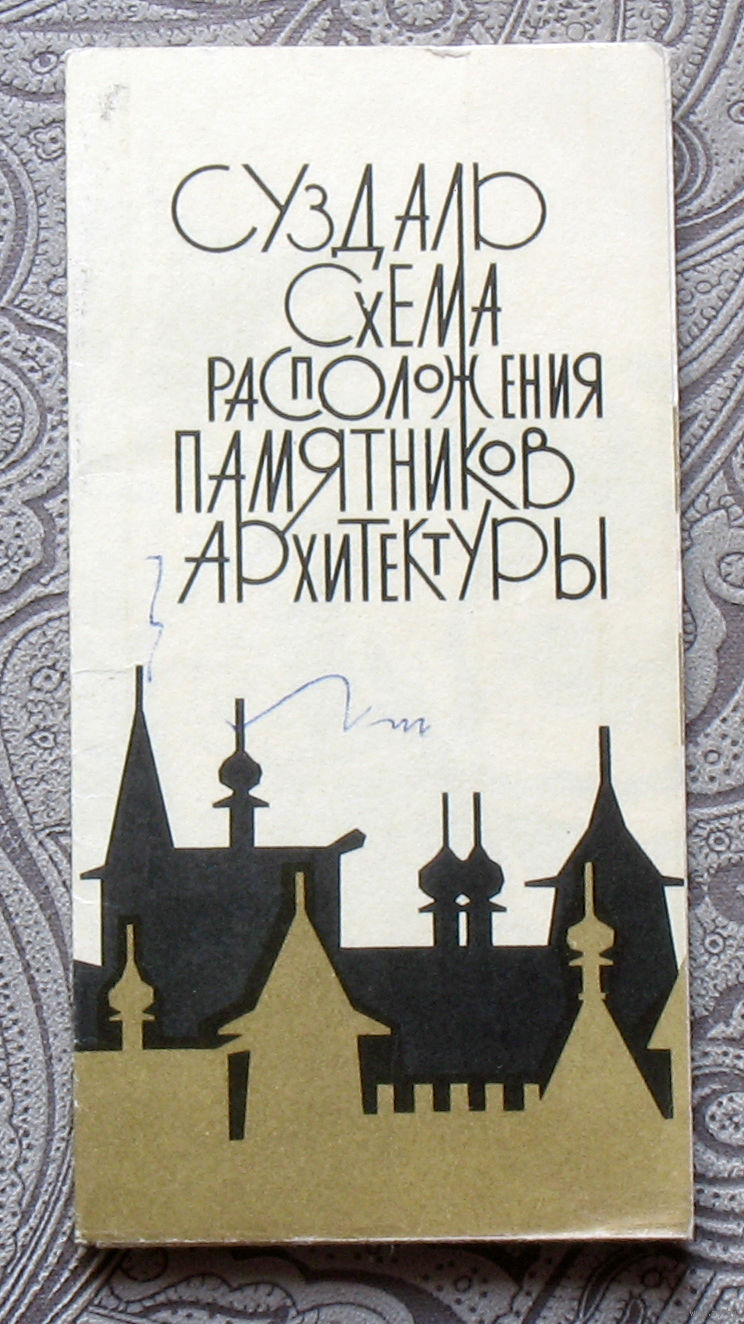 СУЗДАЛЬ
СХЕМА
РАСПОЛОЖЕНИЯ
ПАМЯТНИКОВ
АРХИТЕКТУРЫ